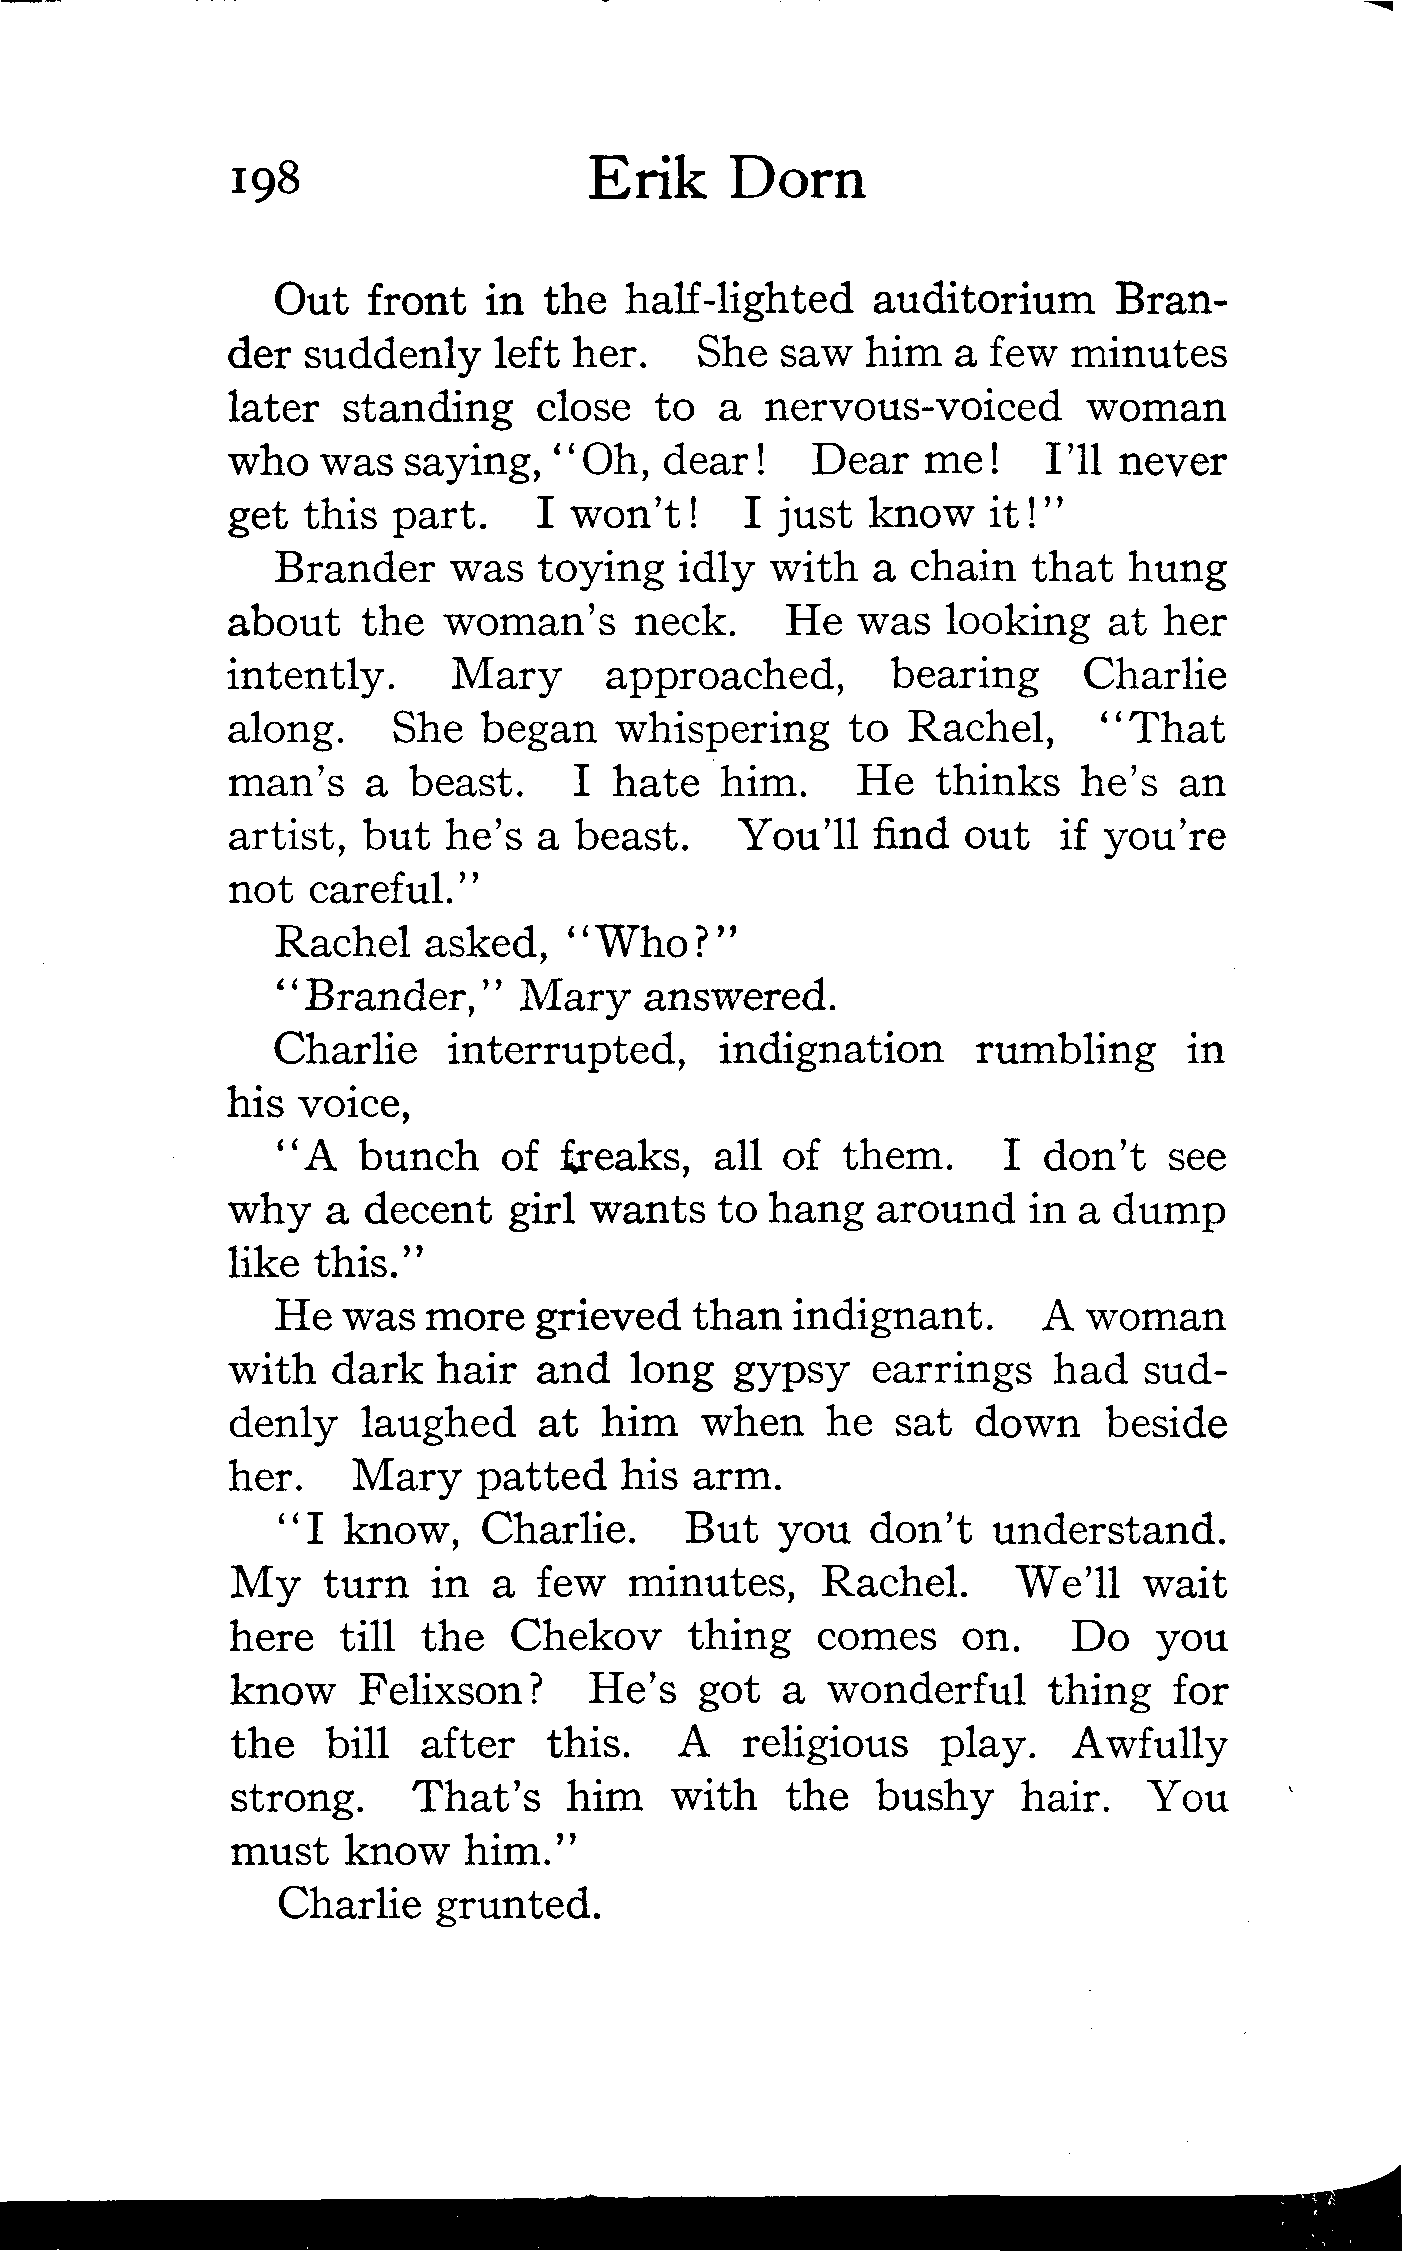 198 Erik Dorn
Out front in the half-lighted auditorium Bran-
der suddenly left her. She saw him a few minutes
later standing close to a nervous-voiced woman
who was saying, "Oh, dear! Dear me! I'll never
get this part. I won't! I just know it!"
Brander was toying idly with a chain that hung
about the woman's neck. He was looking at her
intently. Mary approached, bearing Charlie
along. She began whispering to Rachel, "That
man's a beast. I hate him. He thinks he's an
artist, but he's a beast. You'll find out if you're
not careful."
Rachel asked, "Who?"
"Brander," Mary answered.
Charlie interrupted, indignation rumbling in
his voice,
"A bunch of freaks, all of them. I don't see
why a decent girl wants to hang around in a dump
like this."
He was more grieved than indignant. A woman
with dark hair and long gypsy earrings had sud-
denly laughed at him when he sat down beside
her. Mary patted his arm.
"I know, Charlie. But you don't understand.
My turn in a few minutes, Rachel. We'll wait
here till the Chekov thing comes on. Do you
know Felixson? He's got a wonderful thing for
the bill after this. A religious play. Awfully
strong. That's him with the bushy hair. You
must know him."
Charlie grunted.